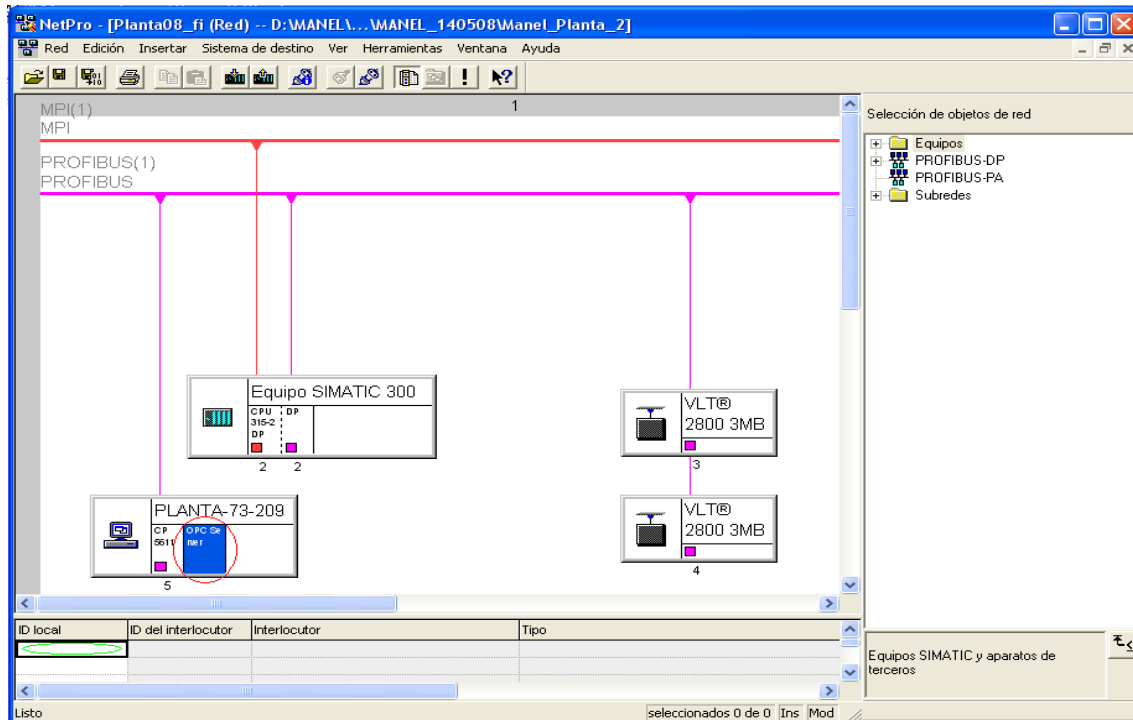 NetPro - [Planta08_fi (Red) -- D:\MANEL\...\MANEL_140508\Manel_Planta_2]
Red Edición Insertar Sistema de destino Ver Herramientas Ventana Ayuda
1
MPI(1)
MPI
PROFIBUS(1)
PROFIBUS
Equipo SIMATIC 300
CPU DP
315-2
DP
2 2
VLT®
2800 3MB
3
PLANTA-73-209
CP OPC Se
5611 rver
5
VLT®
2800 3MB
4
Selección de objetos de red
Equipos
PROFIBUS-DP
PROFIBUS-PA
Subredes
ID local ID del interlocutor Interlocutor Tipo
Equipos SIMATIC y aparatos de
terceros
Listo seleccionados 0 de 0 Ins Mod